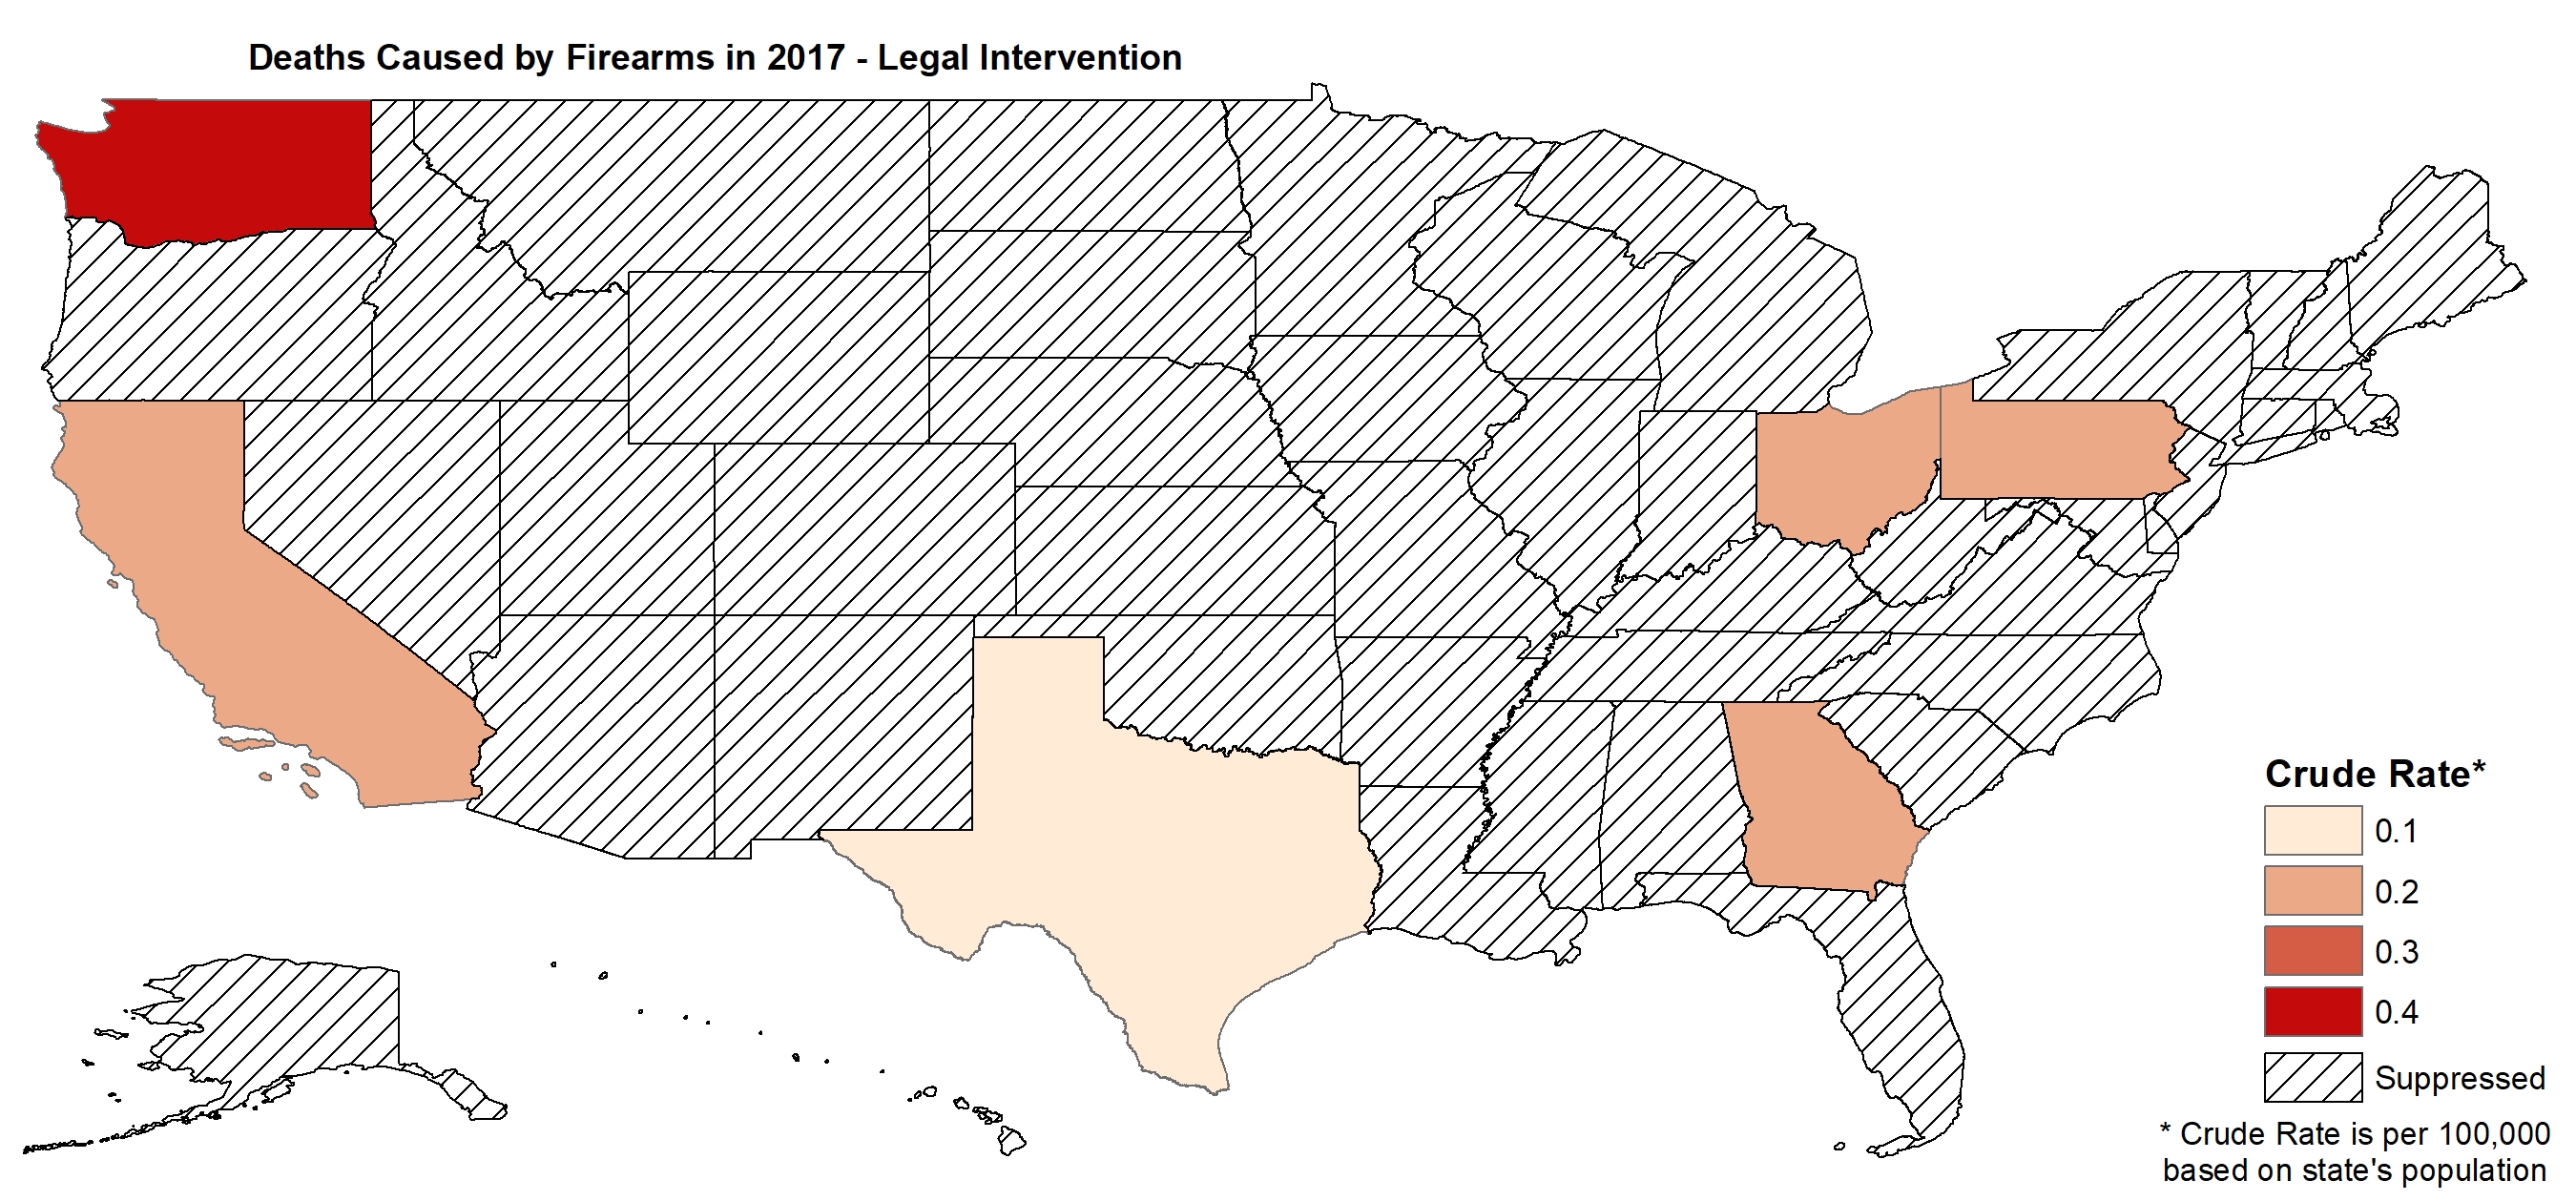 Deaths Caused by Firearms in 2017 - Legal Intervention
Crude Rate*
0.1
0.2
0.3
0.4
Suppressed
* Crude Rate is per 100,000
based on state's population